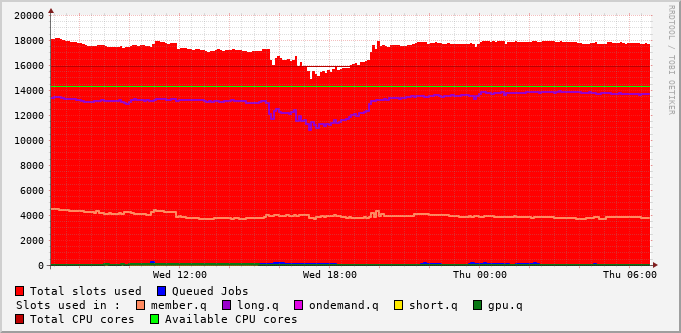 20000
18000
16000
14000
12000
10000
8000
6000
4000
2000
0
Wed 12:00 Wed 18:00 Thu 00:00 Thu 06:00
RRDTOOL / TOBI OETIKER
Total slots used Queued Jobs
Slots used in : member.q long.q ondemand.q short.q gpu.q
Total CPU cores Available CPU cores